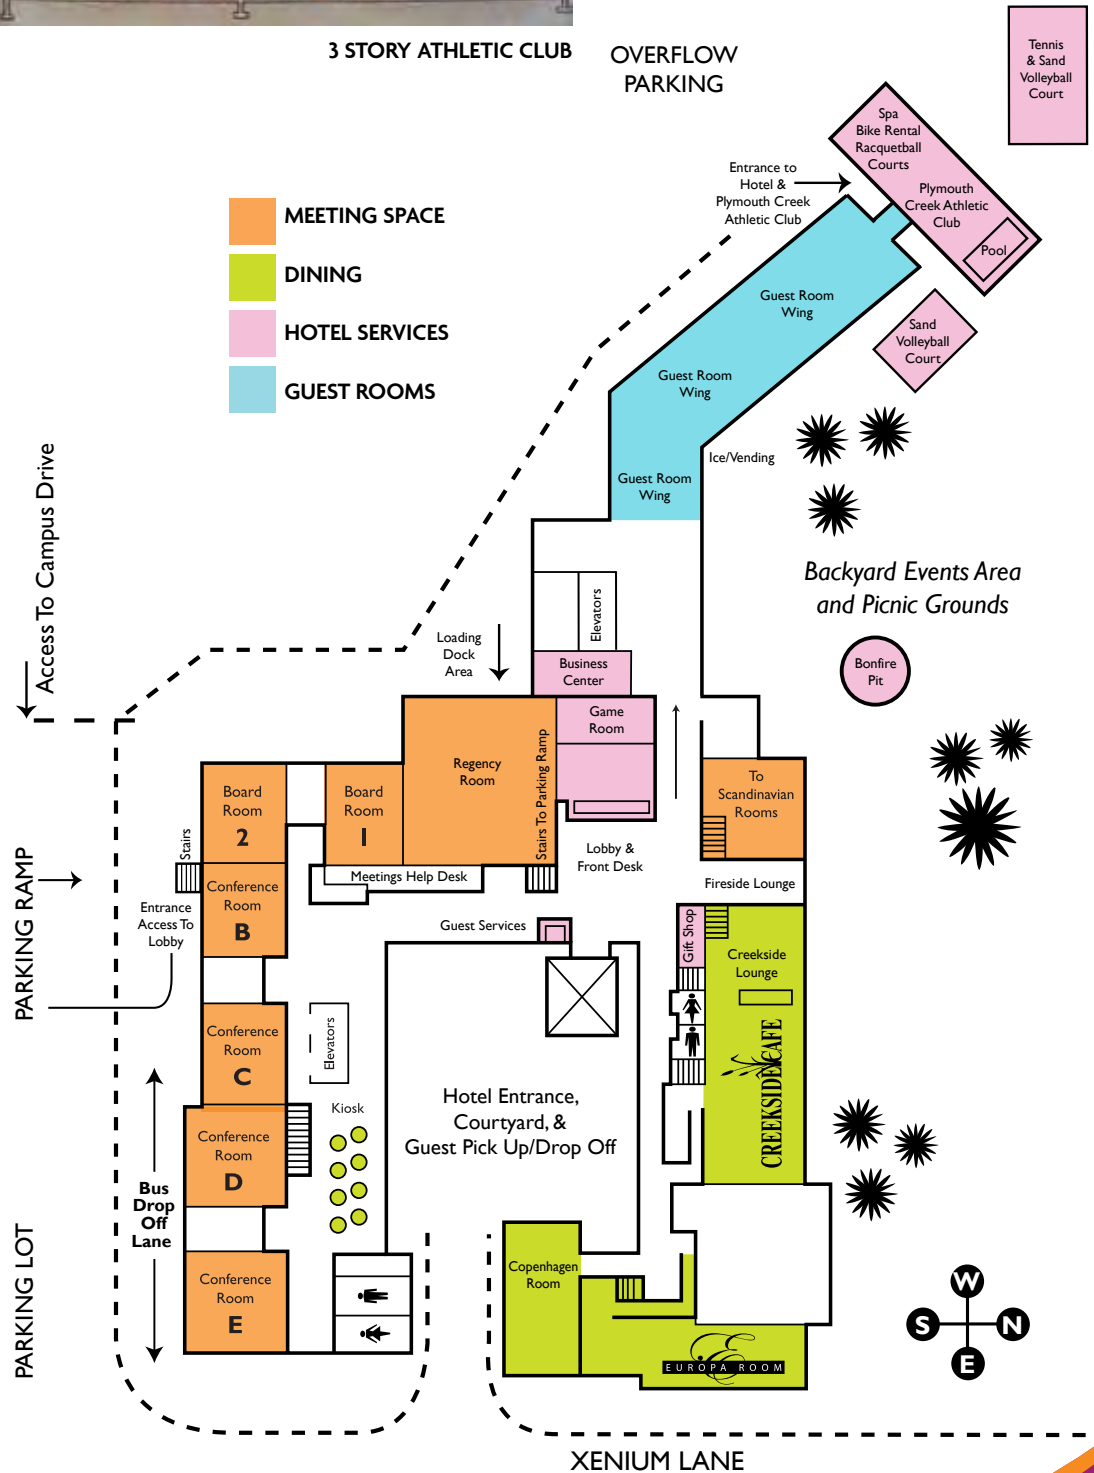 3 STORY ATHLETIC CLUB
OVERFLOW
PARKING
Tennis
& Sand
Volleyball
Court
Spa
Bike Rental
Racquetball
Courts
Plymouth
Creek Athletic
Club
Pool
Entrance to
Hotel &
Plymouth Creek
Athletic Club
MEETING SPACE
DINING
HOTEL SERVICES
GUEST ROOMS
Guest Room
Wing
Sand
Volleyball
Court
Guest Room
Wing
Ice/Vending
Guest Room
Wing
Access To Campus Drive
Backyard Events Area
and Picnic Grounds
Elevators
Loading
Dock
Area
Business
Center
Bonfire
Pit
Game
Room
Regency
Room
Stairs To Parking Ramp
To
Scandinavian
Rooms
Board
Room
2
Board
Room
1
Stairs
Lobby &
Front Desk
Meetings Help Desk
Fireside Lounge
PARKING RAMP
Conference
Room
B
Entrance
Access To
Lobby
Guest Services
Gift Shop
Creekside
Lounge
Conference
Room
C
Elevators
CREEKSIDE CAFE
Kiosk
Hotel Entrance,
Courtyard, &
Guest Pick Up/Drop Off
Conference
Room
D
Bus
Drop
Off
Lane
PARKING LOT
Copenhagen
Room
Conference
Room
E
E
EUROPA ROOM
W
S
N
E
XENIUM LANE